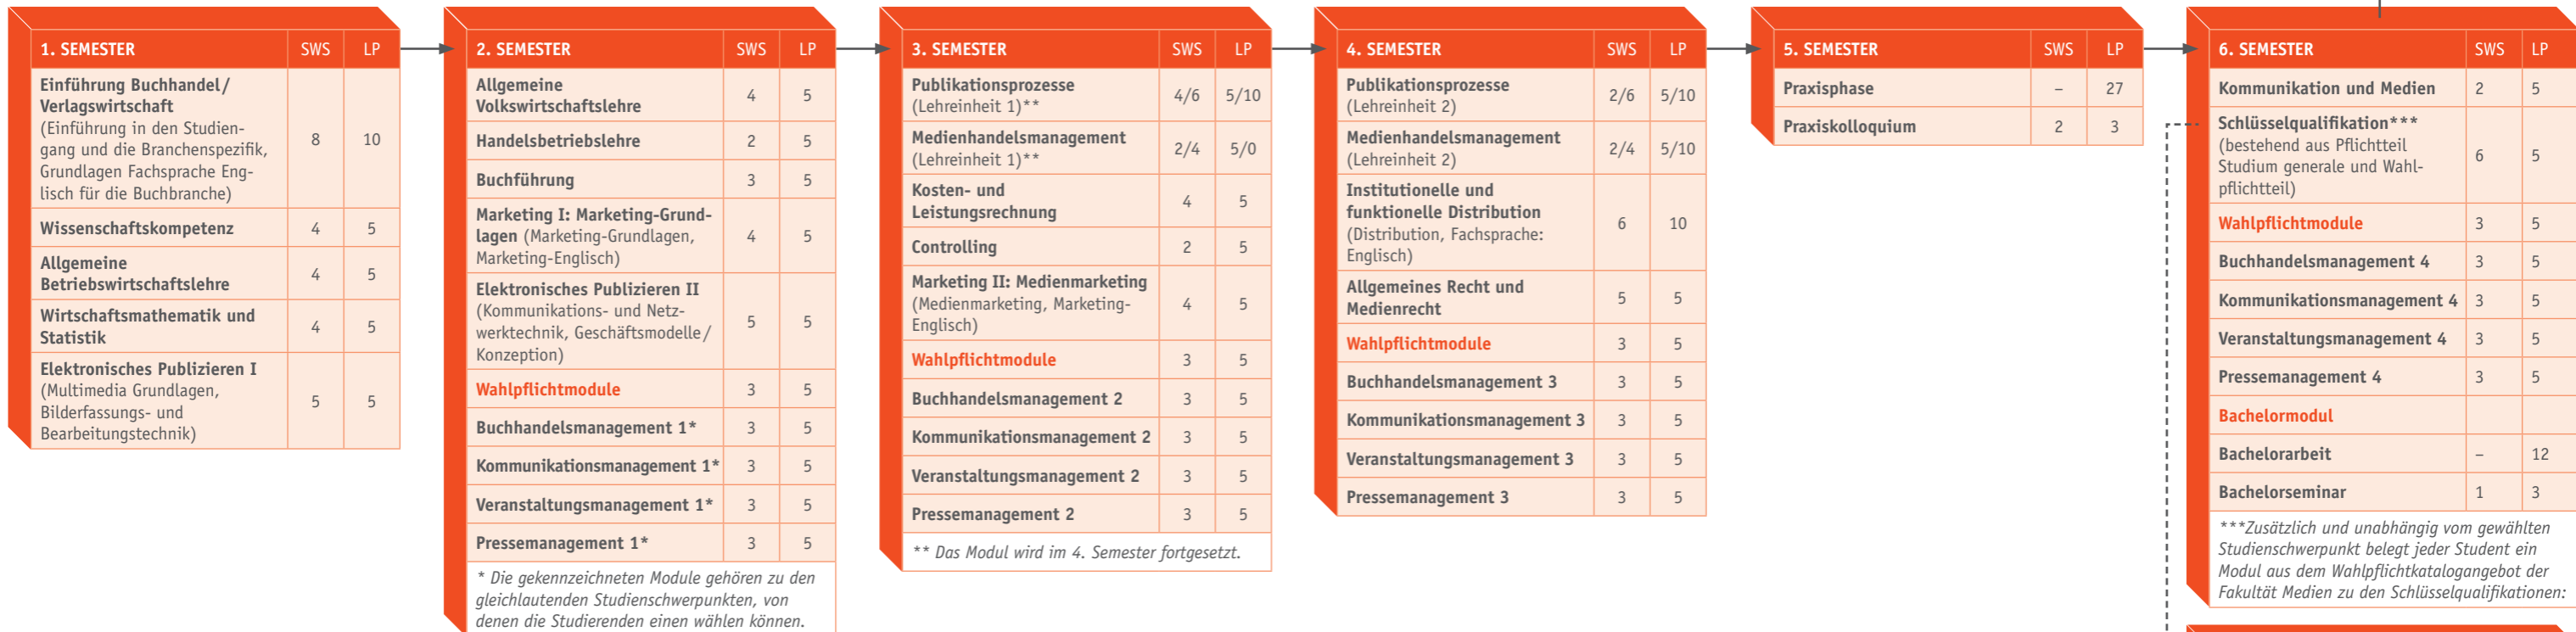 1. SEMESTER SWS LP
Einführung Buchhandel/
Verlagswirtschaft
(Einführung in den Studien-
gang und die Branchenspezifik,
Grundlagen Fachsprache Eng-
lisch für die Buchbranche)
8 10
Wissenschaftskompetenz 4 5
Allgemeine
Betriebswirtschaftslehre
4 5
Wirtschaftsmathematik und
Statistik
4 5
Elektronisches Publizieren I
(Multimedia Grundlagen,
Bilderfassungs- und
Bearbeitungstechnik)
5 5
2. SEMESTER SWS LP
Allgemeine
Volkswirtschaftslehre
4 5
Handelsbetriebslehre 2 5
Buchführung 3 5
Marketing I: Marketing-Grund-
lagen (Marketing-Grundlagen,
Marketing-Englisch)
4 5
Elektronisches Publizieren II
(Kommunikations- und Netz-
werktechnik, Geschäftsmodelle/
Konzeption)
5 5
Wahlpflichtmodule 3 5
Buchhandelsmanagement 1* 3 5
Kommunikationsmanagement 1* 3 5
Veranstaltungsmanagement 1* 3 5
Pressemanagement 1* 3 5
* Die gekennzeichneten Module gehören zu den
gleichlautenden Studienschwerpunkten, von
denen die Studierenden einen wählen können.
3. SEMESTER SWS LP
Publikationsprozesse
(Lehreinheit 1)**
4/6 5/10
Medienhandelsmanagement
(Lehreinheit 1)**
2/4 5/0
Kosten- und
Leistungsrechnung
4 5
Controlling 2 5
Marketing II: Medienmarketing
(Medienmarketing, Marketing-
Englisch)
4 5
Wahlpflichtmodule 3 5
Buchhandelsmanagement 2 3 5
Kommunikationsmanagement 2 3 5
Veranstaltungsmanagement 2 3 5
Pressemanagement 2 3 5
** Das Modul wird im 4. Semester fortgesetzt.
4. SEMESTER SWS LP
Publikationsprozesse
(Lehreinheit 2)
2/6 5/10
Medienhandelsmanagement
(Lehreinheit 2)
2/4 5/10
Institutionelle und
funktionelle Distribution
(Distribution, Fachsprache:
Englisch)
6 10
Allgemeines Recht und
Medienrecht
5 5
Wahlpflichtmodule 3 5
Buchhandelsmanagement 3 3 5
Kommunikationsmanagement 3 3 5
Veranstaltungsmanagement 3 3 5
Pressemanagement 3 3 5
5. SEMESTER SWS LP
Praxisphase – 27
Praxiskolloquium 2 3
6. SEMESTER SWS LP
Kommunikation und Medien 2 5
Schlüsselqualifikation***
(bestehend aus Pflichtteil
Studium generale und Wahl-
pflichtteil)
6 5
Wahlpflichtmodule 3 5
Buchhandelsmanagement 4 3 5
Kommunikationsmanagement 4 3 5
Veranstaltungsmanagement 4 3 5
Pressemanagement 4 3 5
Bachelormodul
Bachelorarbeit – 12
Bachelorseminar 1 3
***Zusätzlich und unabhängig vom gewählten
Studienschwerpunkt belegt jeder Student ein
Modul aus dem Wahlpflichtkatalogangebot der
Fakultät Medien zu den Schlüsselqualifikationen: